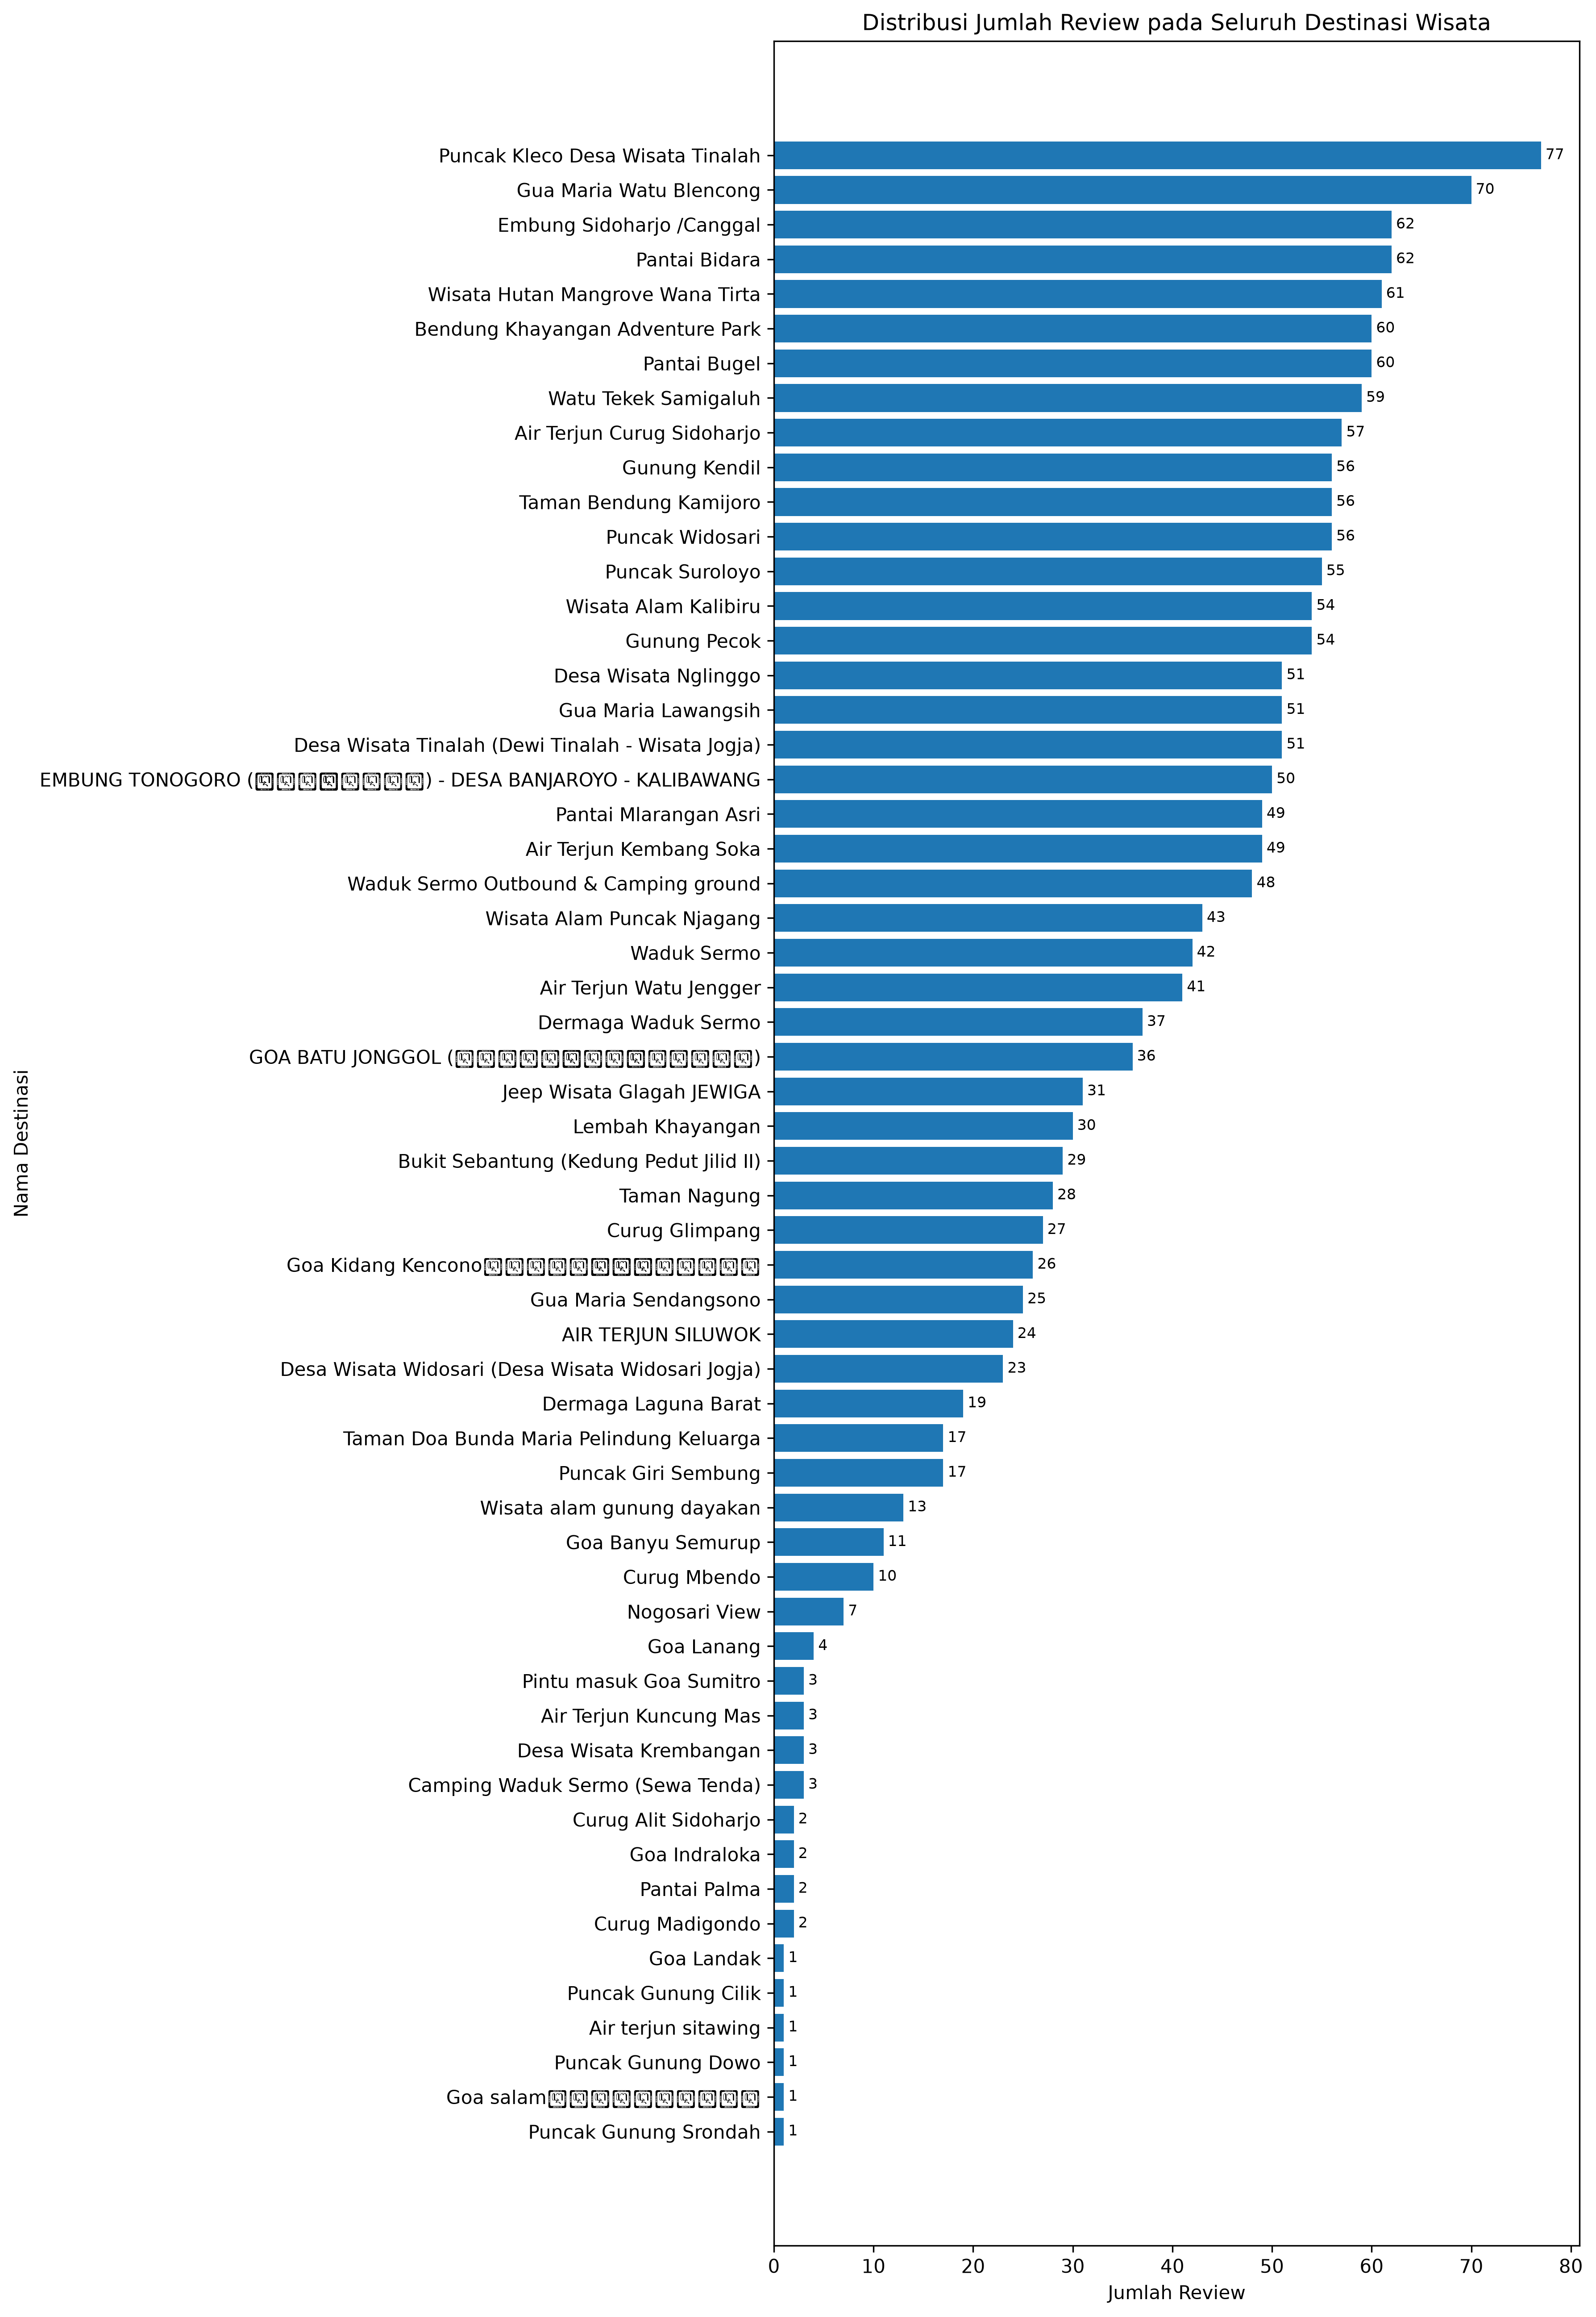 Distribusi Jumlah Review pada Seluruh Destinasi Wisata
Puncak Kleco Desa Wisata Tinalah 77
Gua Maria Watu Blencong 70
Embung Sidoharjo /Canggal 62
Pantai Bidara 62
Wisata Hutan Mangrove Wana Tirta 61
Bendung Khayangan Adventure Park 60
Pantai Bugel 60
Watu Tekek Samigaluh 59
Air Terjun Curug Sidoharjo 57
Gunung Kendil 56
Taman Bendung Kamijoro 56
Puncak Widosari 56
Puncak Suroloyo 55
Wisata Alam Kalibiru 54
Gunung Pecok 54
Desa Wisata Nglinggo 51
Gua Maria Lawangsih 51
Desa Wisata Tinalah (Dewi Tinalah - Wisata Jogja) 51
EMBUNG TONOGORO () - DESA BANJAROYO - KALIBAWANG 50
Pantai Mlarangan Asri 49
Air Terjun Kembang Soka 49
Waduk Sermo Outbound & Camping ground 48
Wisata Alam Puncak Njagang 43
Waduk Sermo 42
Air Terjun Watu Jengger 41
Dermaga Waduk Sermo 37
GOA BATU JONGGOL () 36
Jeep Wisata Glagah JEWIGA 31
Lembah Khayangan 30
Bukit Sebantung (Kedung Pedut Jilid II) 29
Taman Nagung 28
Curug Glimpang 27
Goa Kidang Kencono 26
Gua Maria Sendangsono 25
AIR TERJUN SILUWOK 24
Desa Wisata Widosari (Desa Wisata Widosari Jogja) 23
Dermaga Laguna Barat 19
Taman Doa Bunda Maria Pelindung Keluarga 17
Puncak Giri Sembung 17
Wisata alam gunung dayakan 13
Goa Banyu Semurup 11
Curug Mbendo 10
Nogosari View 7
Goa Lanang 4
Pintu masuk Goa Sumitro 3
Air Terjun Kuncung Mas 3
Desa Wisata Krembangan 3
Camping Waduk Sermo (Sewa Tenda) 3
Curug Alit Sidoharjo 2
Goa Indraloka 2
Pantai Palma 2
Curug Madigondo 2
Goa Landak 1
Puncak Gunung Cilik 1
Air terjun sitawing 1
Puncak Gunung Dowo 1
Goa salam 1
Puncak Gunung Srondah 1
Nama Destinasi
0 10 20 30 40 50 60 70 80
Jumlah Review